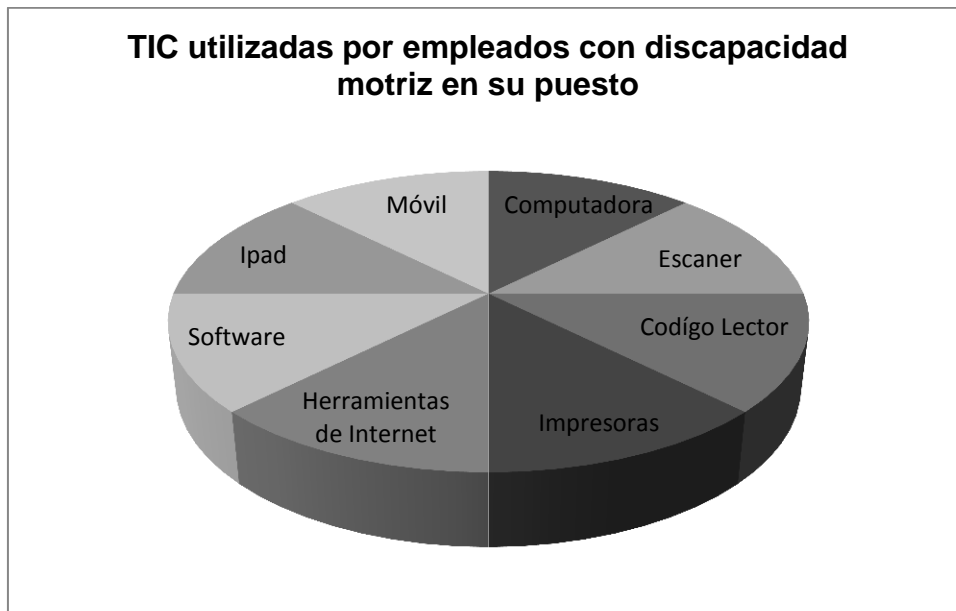 TIC utilizadas por empleados con discapacidad
motriz en su puesto
Móvil
Computadora
Ipad
Escaner
Software
Codígo Lector
Herramientas
de Internet
Impresoras